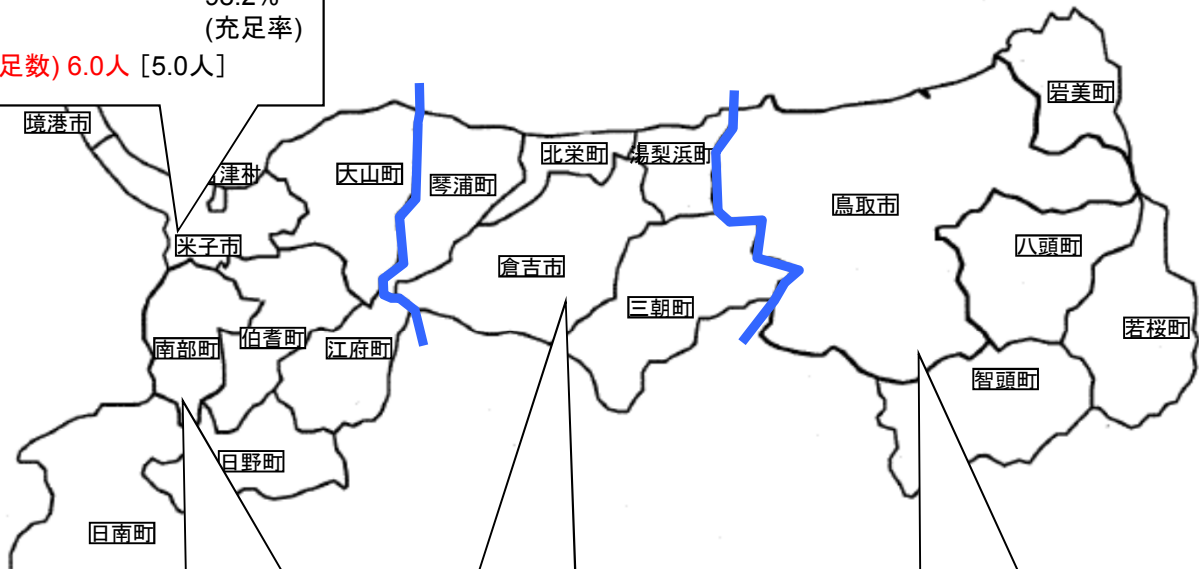 (充足率)
足数) 6.0人 [5.0人]
岩美町
境港市
北栄町
湯梨浜町
津村
大山町
琴浦町
鳥取市
米子市
八頭町
倉吉市
三朝町
若桜町
伯耆町
南部町
江府町
智頭町
日野町
日南町